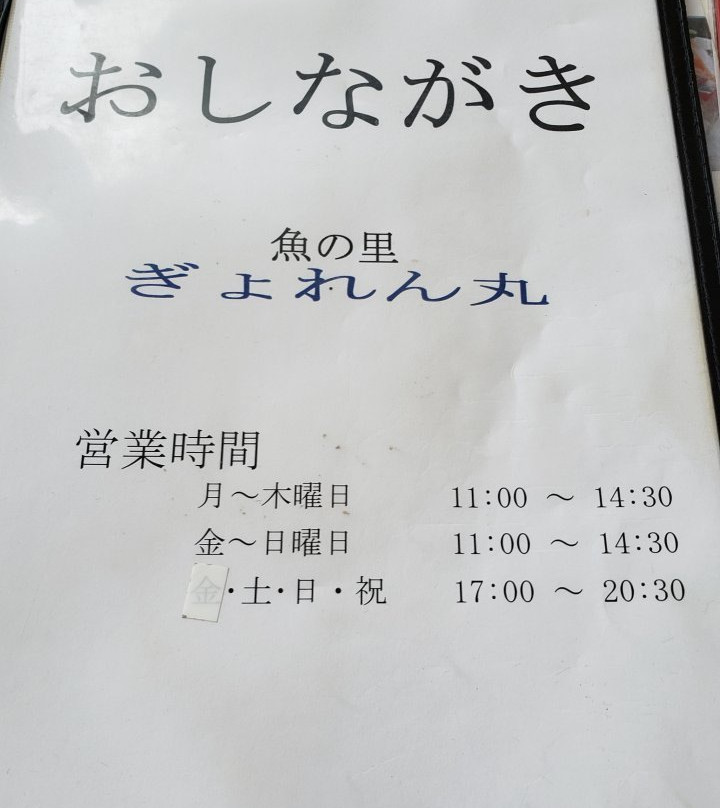 おしながき
魚の里
ぎょれん丸
営業時間
月〜木曜日 11:00 〜 14:30
金〜日曜日 11:00 〜 14:30
金・土・日・祝 17:00 〜 20:30